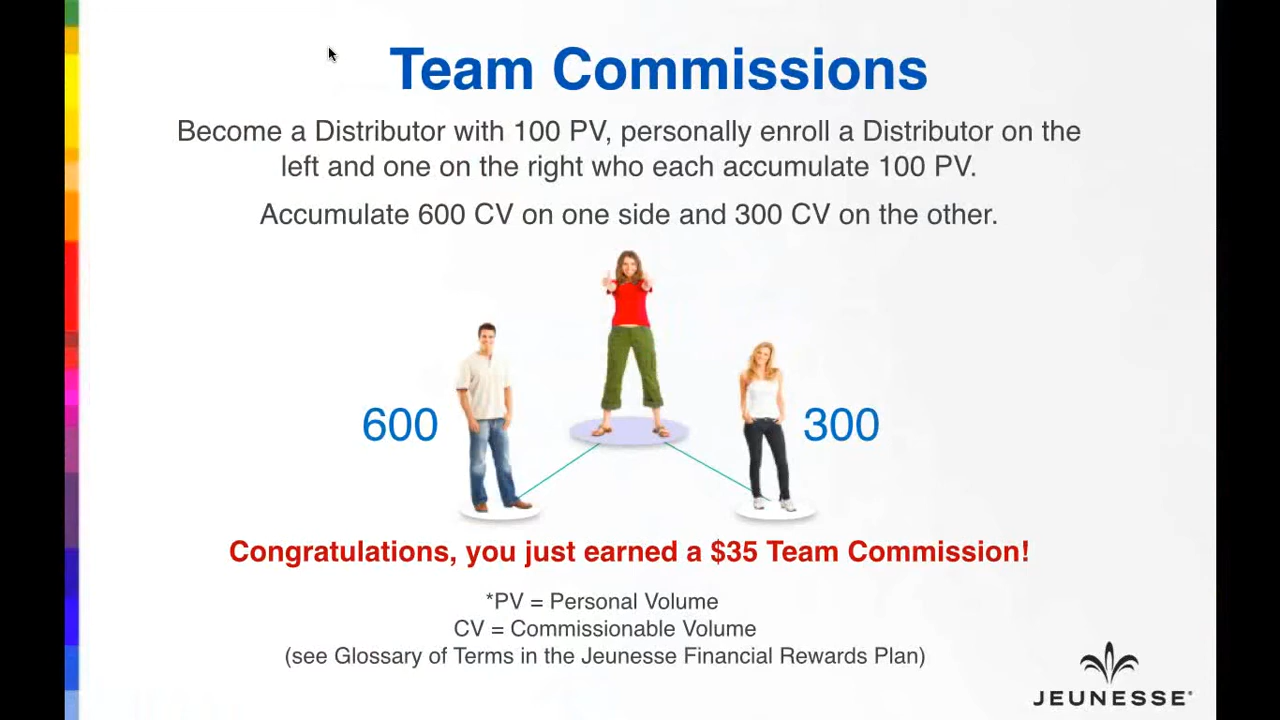 Team Commissions
Become a Distributor with 100 PV, personally enroll a Distributor on the
left and one on the right who each accumulate 100 PV.
Accumulate 600 CV on one side and 300 CV on the other.
600
300
Congratulations, you just earned a $35 Team Commission!
*PV = Personal Volume
CV = Commissionable Volume
(see Glossary of Terms in the Jeunesse Financial Rewards Plan)
JEUNESSE